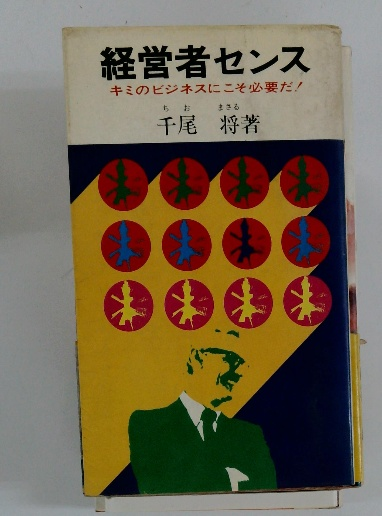 経営者センス
キミのビジネスにこそ必要だ!
ちお まさる
千尾 将著